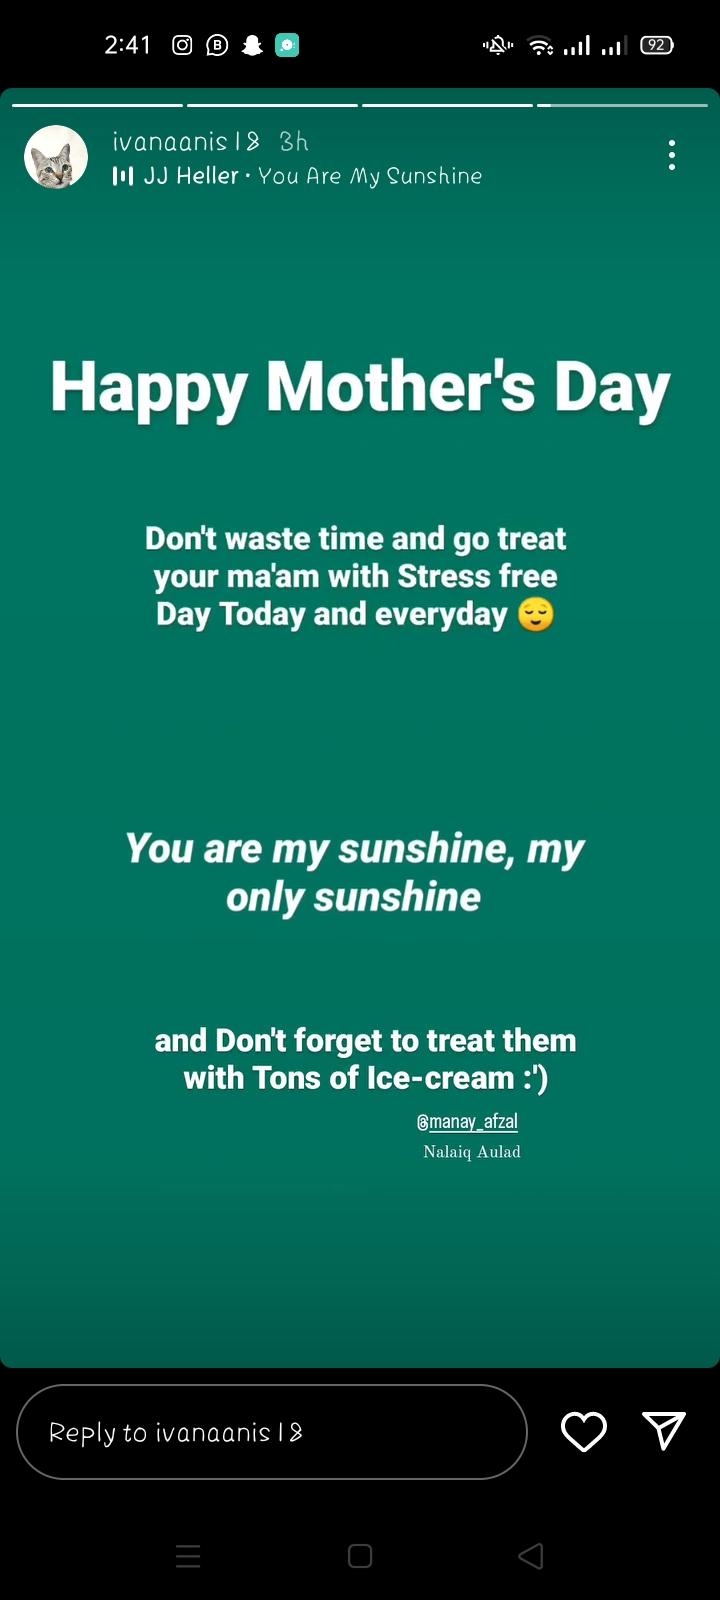 2:41
92
ivanaanis18 3h
JJ Heller · You Are My Sunshine
Happy Mother's Day
Don't waste time and go treat
your ma'am with Stress free
Day Today and everyday 😌
You are my sunshine, my
only sunshine
and Don't forget to treat them
with Tons of Ice-cream :')
@manay_afzal
Nalaiq Aulad
Reply to ivanaanis18